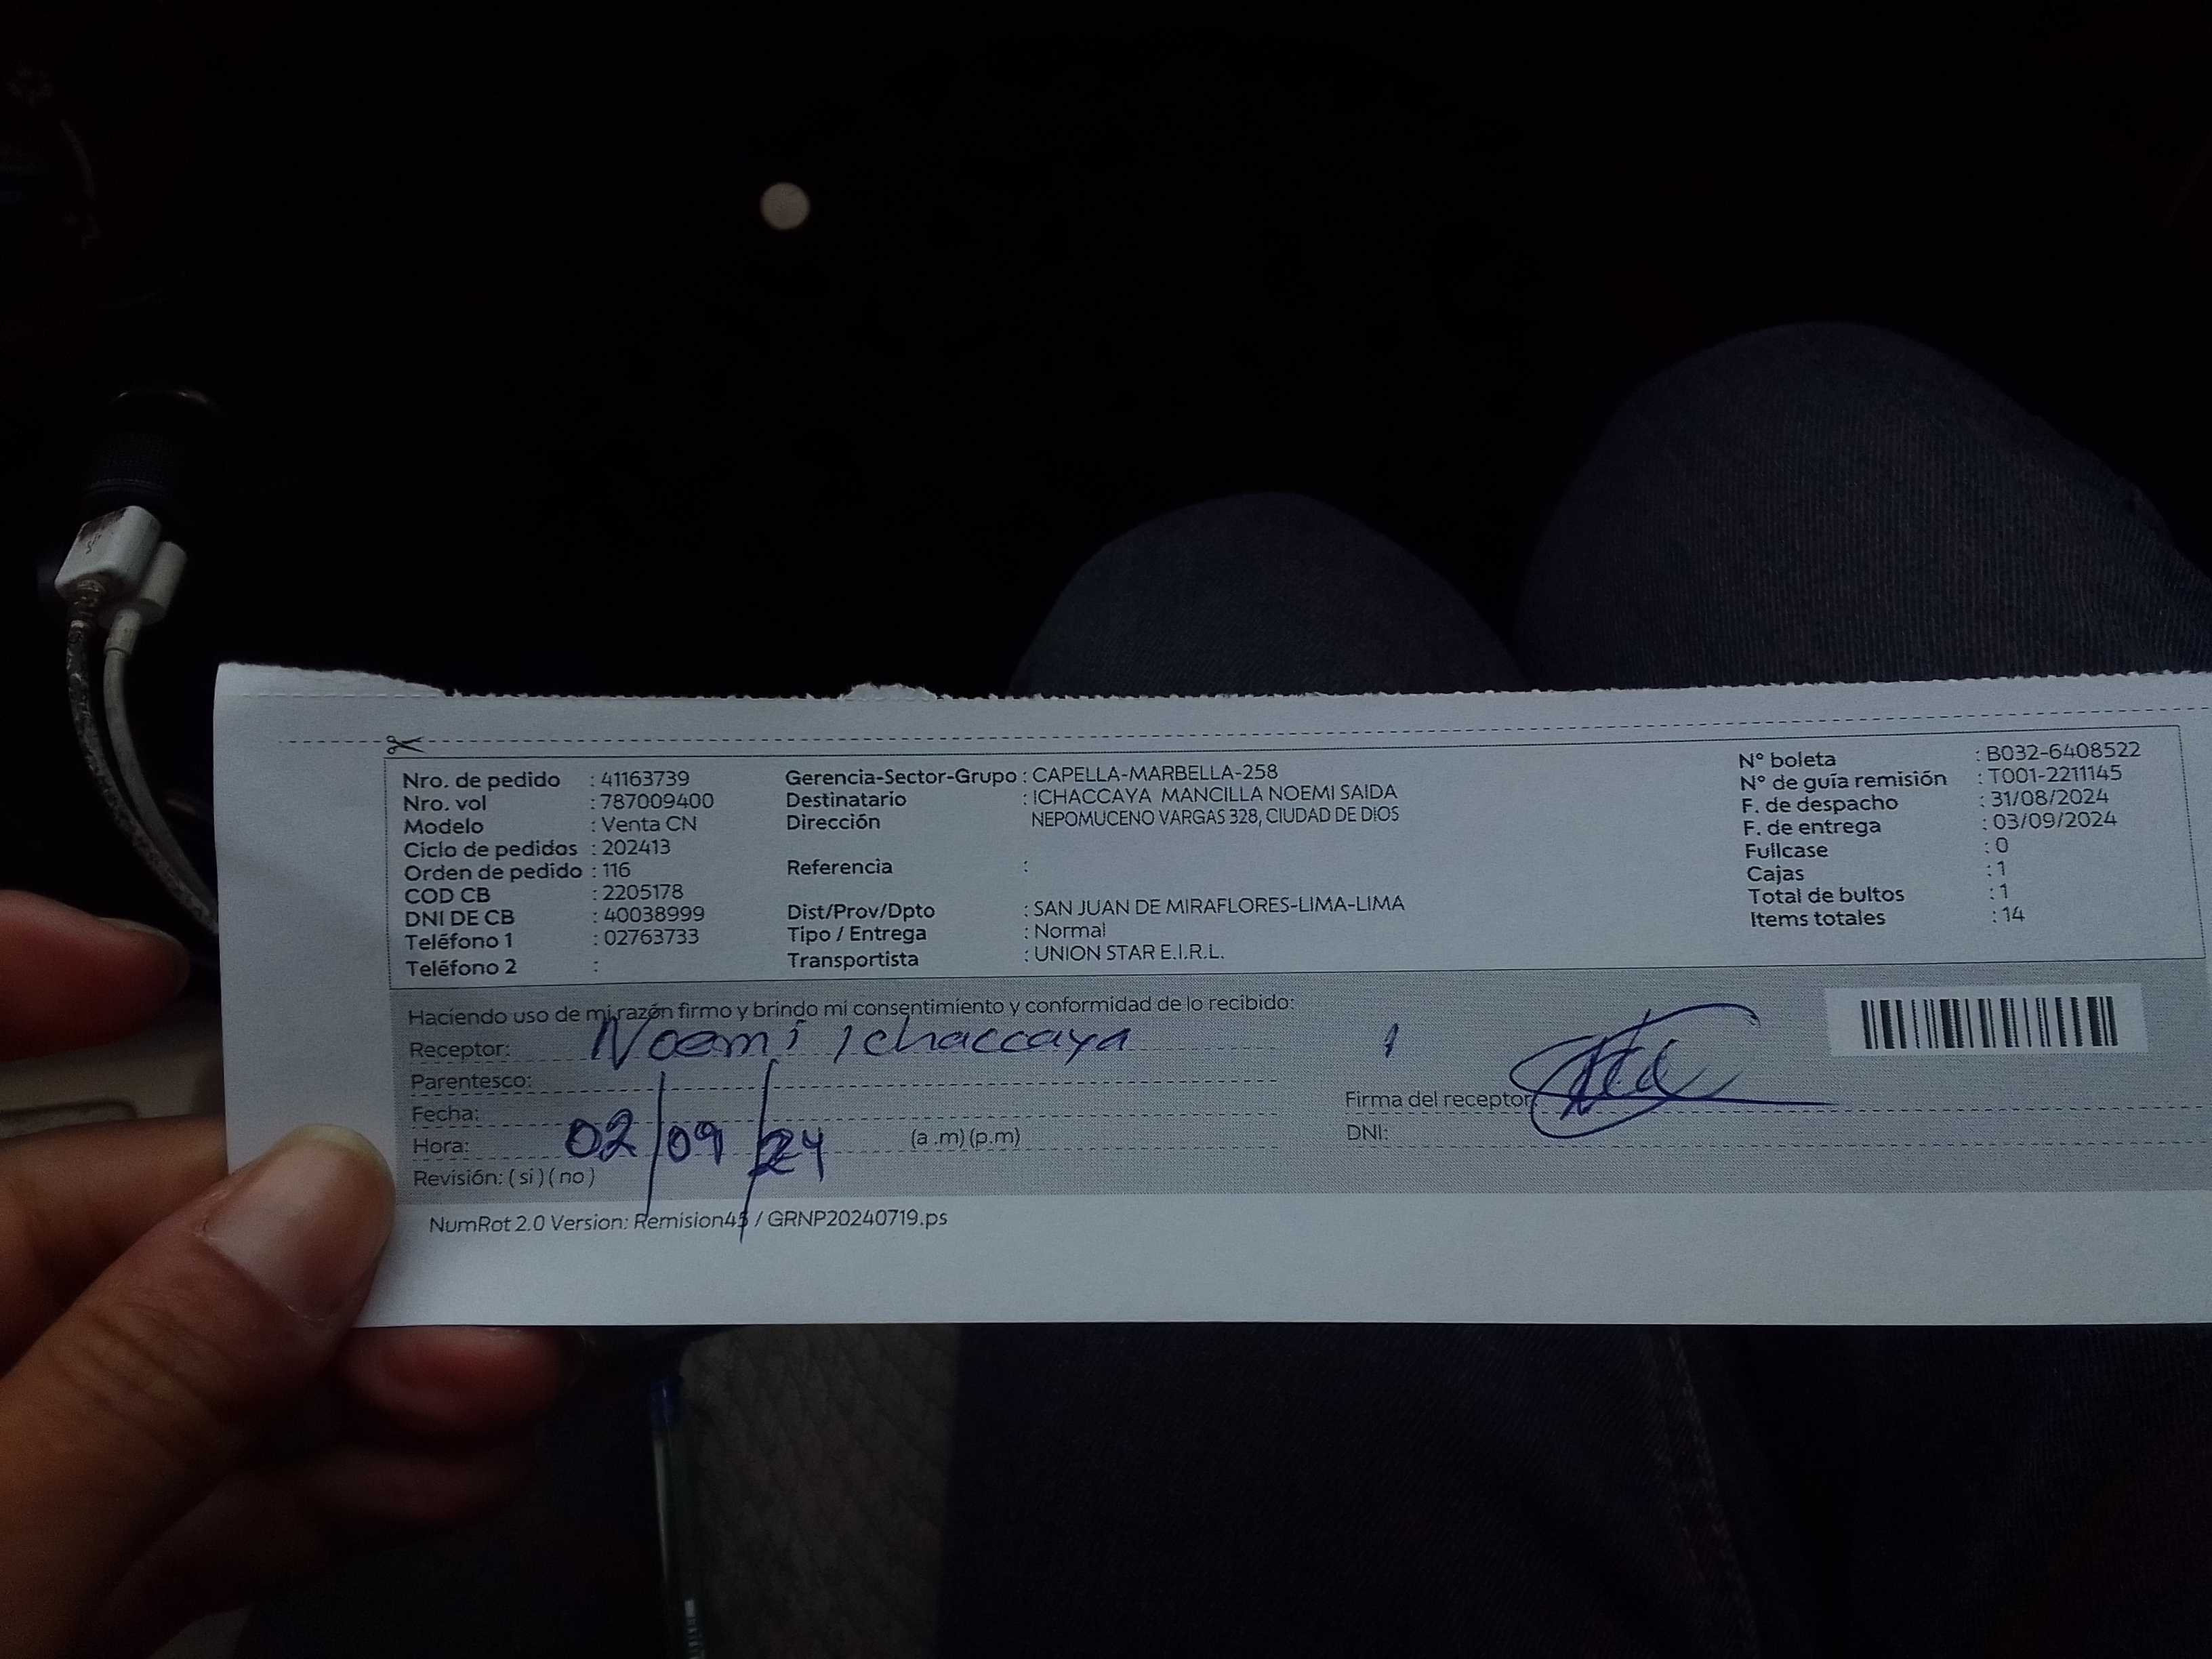 Nro. de pedido : 41163739
Nro. vol : 787009400
Modelo : Venta CN
Ciclo de pedidos : 202413
Orden de pedido : 116
COD CB : 2205178
DNI DE CB : 40038999
Teléfono 1 : 02763733
Teléfono 2 :
Gerencia-Sector-Grupo : CAPELLA-MARBELLA-258
Destinatario : ICHACCAYA MANCILLA NOEMI SAIDA
Dirección NEPOMUCENO VARGAS 328, CIUDAD DE DIOS
Referencia :
Dist/Prov/Dpto : SAN JUAN DE MIRAFLORES-LIMA-LIMA
Tipo / Entrega : Normal
Transportista : UNION STAR E.I.R.L.
N° boleta : B032-6408522
N° de guía remisión : T001-2211145
F. de despacho : 31/08/2024
F. de entrega : 03/09/2024
Fullcase : 0
Cajas : 1
Total de bultos : 1
Items totales : 14
Haciendo uso de mi razón firmo y brindo mi consentimiento y conformidad de lo recibido:
Receptor: Noemi Ichaccaya
Parentesco:
Fecha:
Hora: 02/09/24 (a .m) (p.m)
Revisión: ( si ) ( no )
1
Firma del receptor
DNI:
NumRot 2.0 Version: Remision45 / GRNP20240719.ps